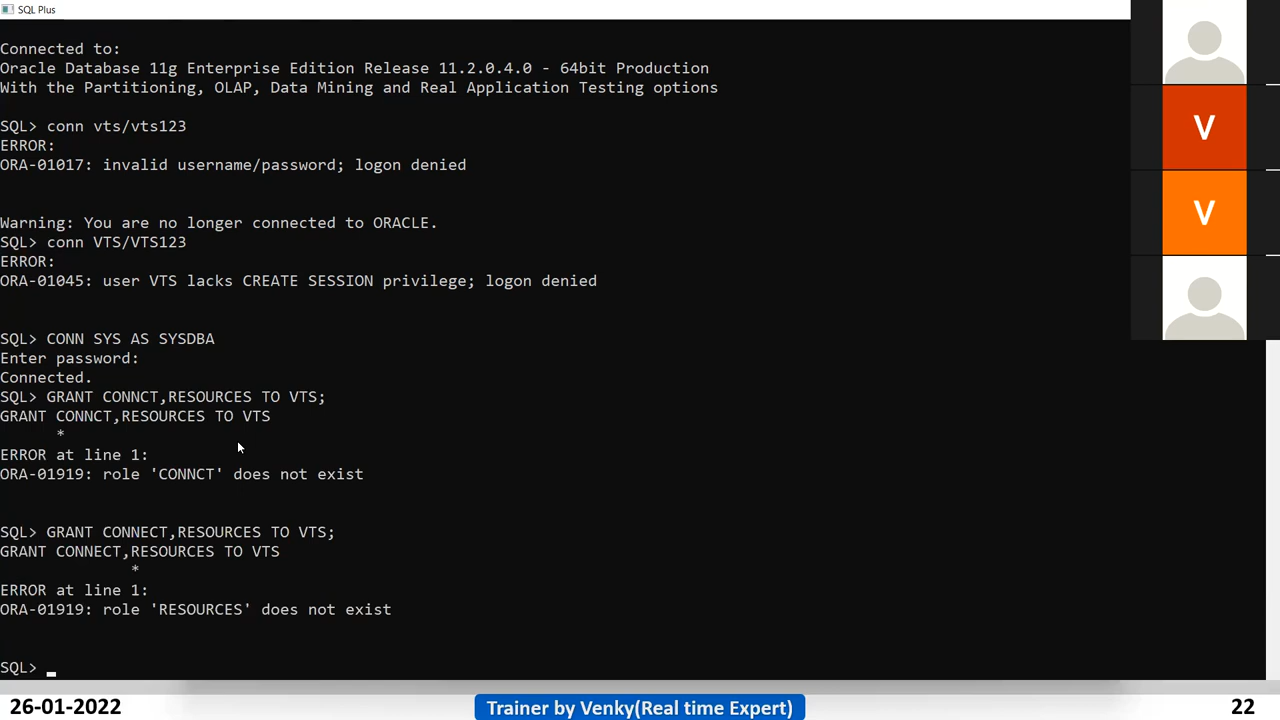 SQL Plus
Connected to:
Oracle Database 11g Enterprise Edition Release 11.2.0.4.0 - 64bit Production
With the Partitioning, OLAP, Data Mining and Real Application Testing options
SQL> conn vts/vts123
ERROR:
ORA-01017: invalid username/password; logon denied
Warning: You are no longer connected to ORACLE.
SQL> conn VTS/VTS123
ERROR:
ORA-01045: user VTS lacks CREATE SESSION privilege; logon denied
SQL> CONN SYS AS SYSDBA
Enter password:
Connected.
SQL> GRANT CONNCT,RESOURCES TO VTS;
GRANT CONNCT,RESOURCES TO VTS
*
ERROR at line 1:
ORA-01919: role 'CONNCT' does not exist
SQL> GRANT CONNECT,RESOURCES TO VTS;
GRANT CONNECT,RESOURCES TO VTS
*
ERROR at line 1:
ORA-01919: role 'RESOURCES' does not exist
SQL> _
V
V
26-01-2022
Trainer by Venky(Real time Expert)
22